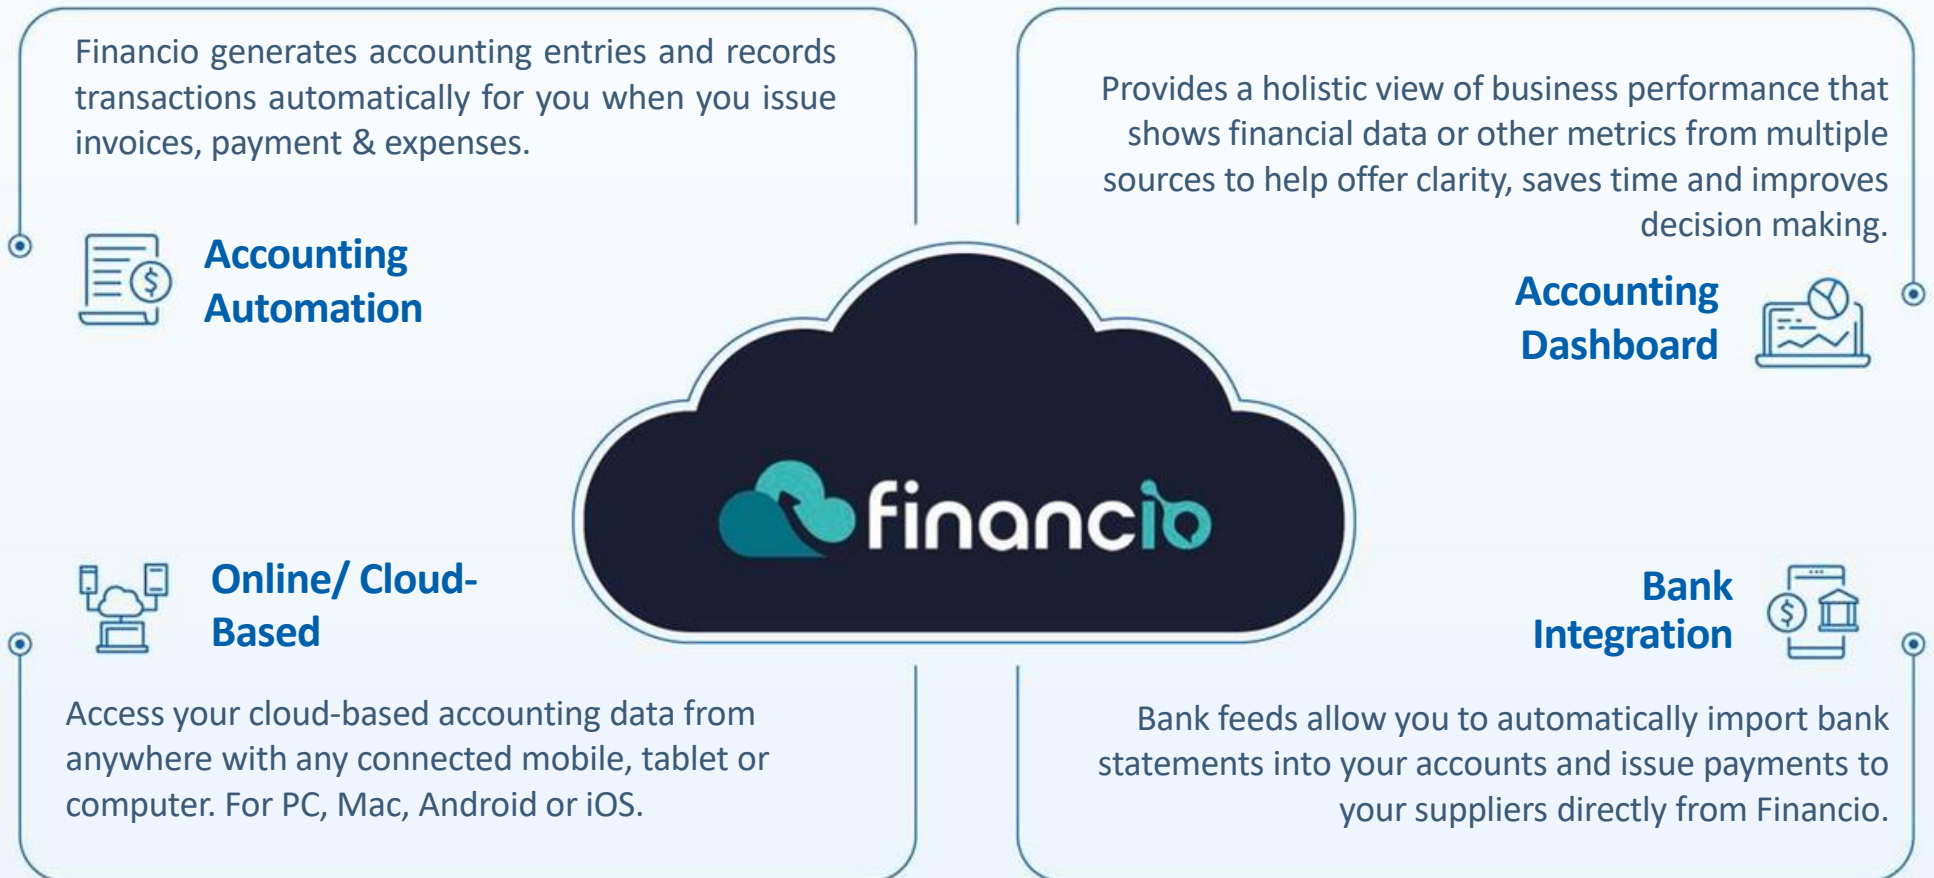 Financio generates accounting entries and records
transactions automatically for you when you issue
invoices, payment & expenses.
Accounting
Automation
Provides a holistic view of business performance that
shows financial data or other metrics from multiple
sources to help offer clarity, saves time and improves
decision making.
Accounting
Dashboard
financio
Online/ Cloud-
Based
Access your cloud-based accounting data from
anywhere with any connected mobile, tablet or
computer. For PC, Mac, Android or iOS.
Bank
Integration
Bank feeds allow you to automatically import bank
statements into your accounts and issue payments to
your suppliers directly from Financio.